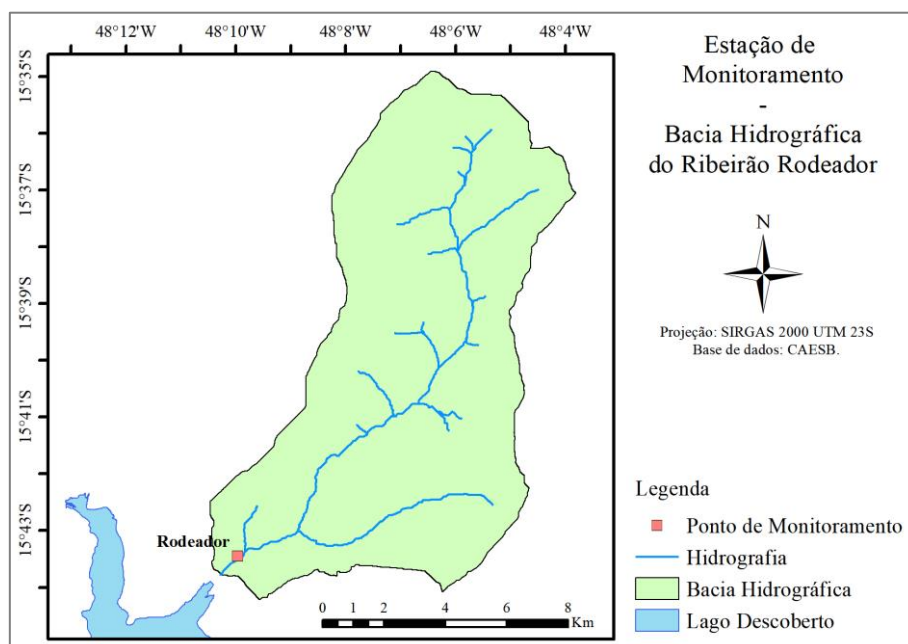 48°12'W 48°10'W 48°8'W 48°6'W 48°4'W
15°35'S
15°37'S
15°39'S
15°41'S
15°43'S
Rodeador
0 2 4 6 8
Km
Estação de
Monitoramento
-
Bacia Hidrográfica
do Ribeirão Rodeador
N
Projeção: SIRGAS 2000 UTM 23S
Base de dados: CAESB.
Legenda
Ponto de Monitoramento
Hidrografia
Bacia Hidrográfica
Lago Descoberto